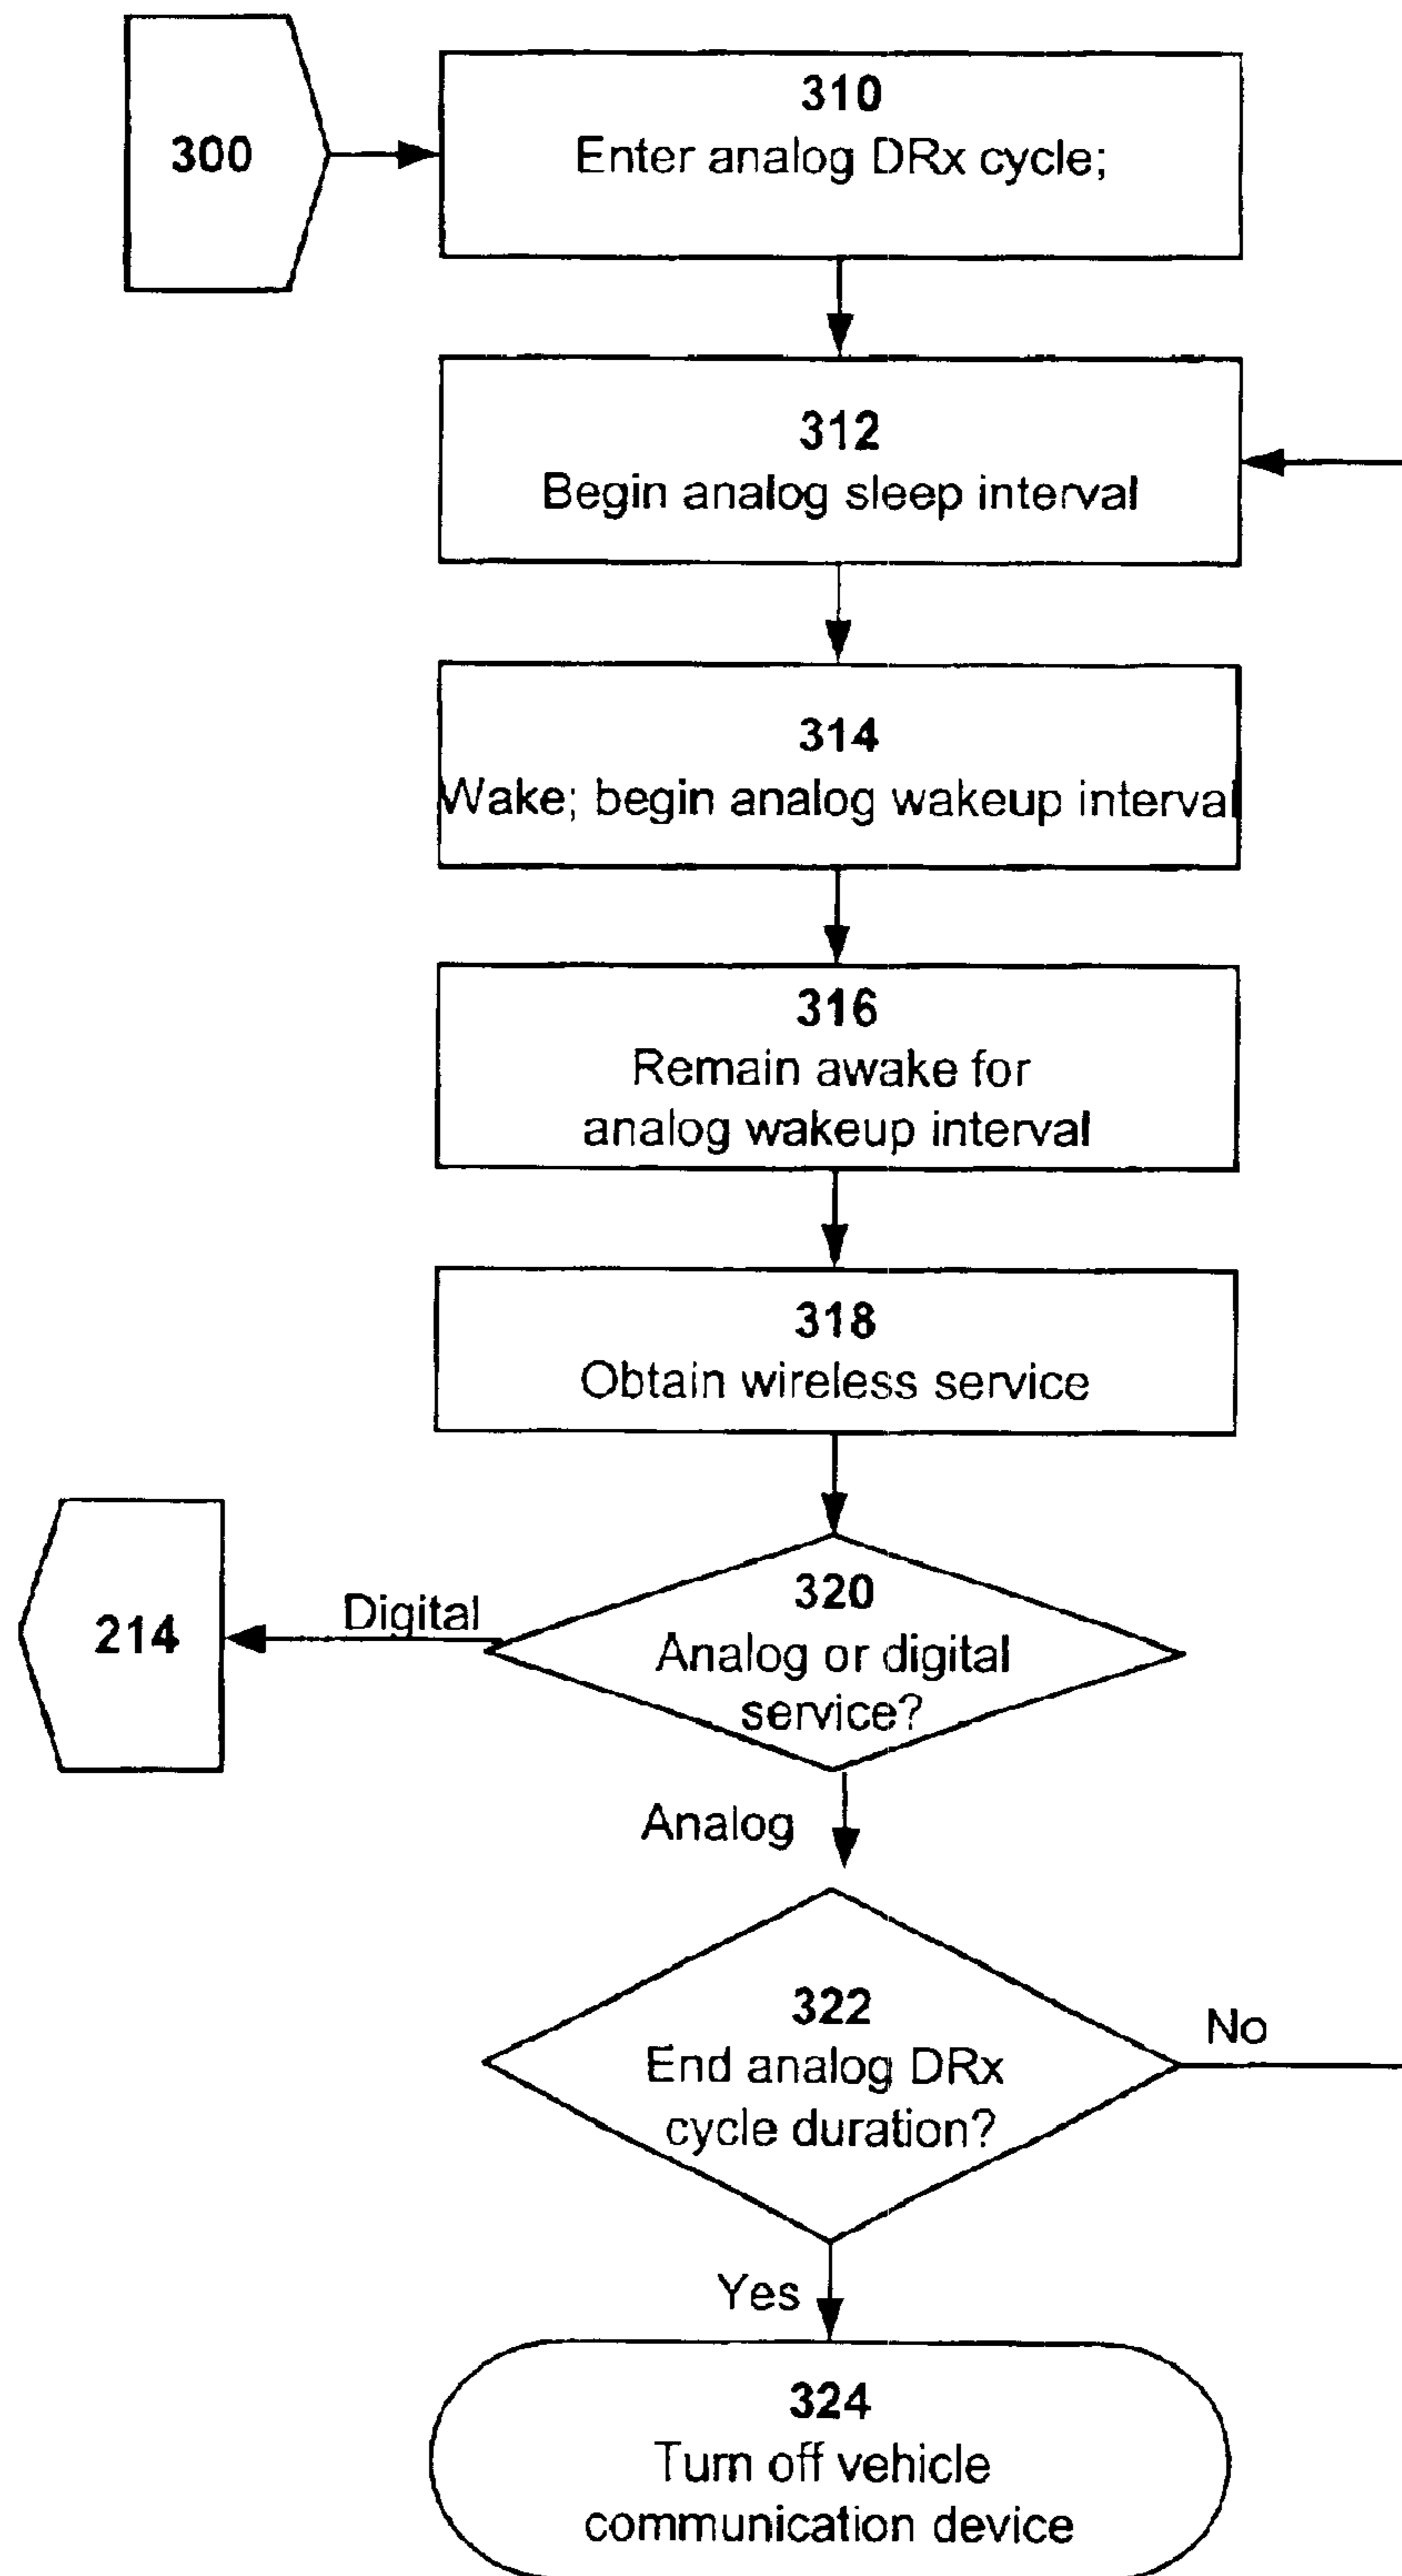 300
310
Enter analog DRx cycle;
312
Begin analog sleep interval
314
Wake; begin analog wakeup interval
316
Remain awake for
analog wakeup interval
318
Obtain wireless service
320
Analog or digital
service?
Digital
214
Analog
322
End analog DRx
cycle duration?
No
Yes
324
Turn off vehicle
communication device